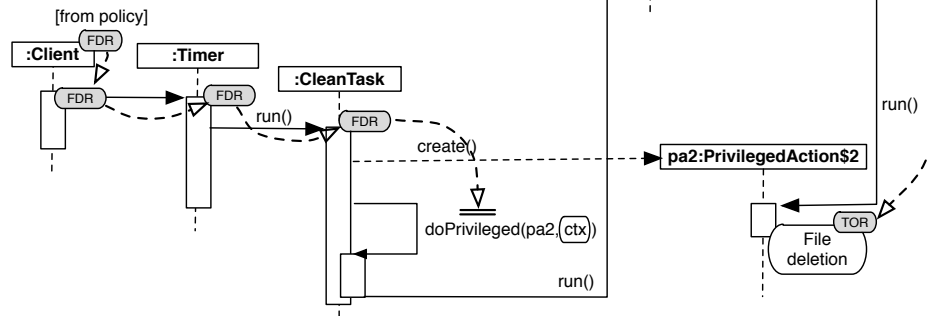 [from policy]
FDR
:Client
:Timer
:CleanTask
FDR
FDR
run()
FDR
create()
run()
pa2:PrivilegedAction$2
doPrivileged(pa2,ctx)
TOR
File
deletion
run()